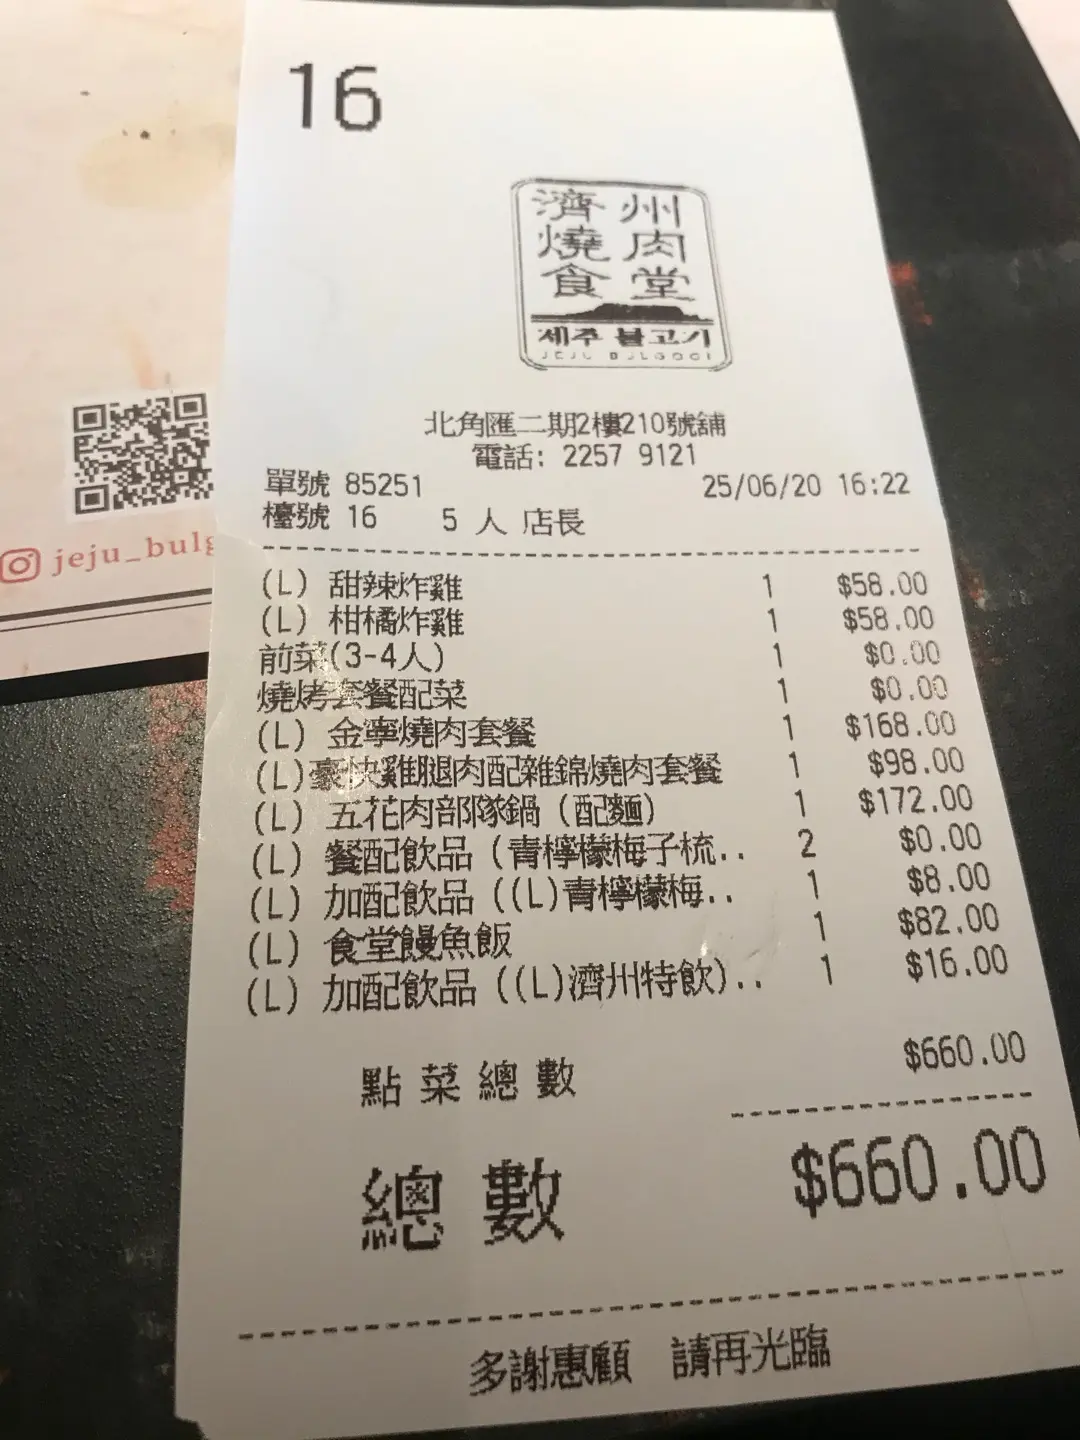 16
濟州
燒肉
食堂
제주 불고기
JEJU BULGOGI
北角匯二期2樓210號舖
電話: 2257 9121
單號 85251 25/06/20 16:22
檯號 16 5 人 店長
(L) 甜辣炸雞 1 $58.00
(L) 柑橘炸雞 1 $58.00
前菜(3-4人) 1 $0.00
燒烤套餐配菜 1 $0.00
(L) 金寧燒肉套餐 1 $168.00
(L)豪快雞腿肉配雜錦燒肉套餐 1 $98.00
(L) 五花肉部隊鍋 (配麵) 1 $172.00
(L) 餐配飲品 (青檸檬梅子梳.. 2 $0.00
(L) 加配飲品 ((L)青檸檬梅.. 1 $8.00
(L) 食堂饅魚飯 1 $82.00
(L) 加配飲品 ((L)濟州特飲).. 1 $16.00
點菜總數 $660.00
總數 $660.00
多謝惠顧 請再光臨
jeju_bulg